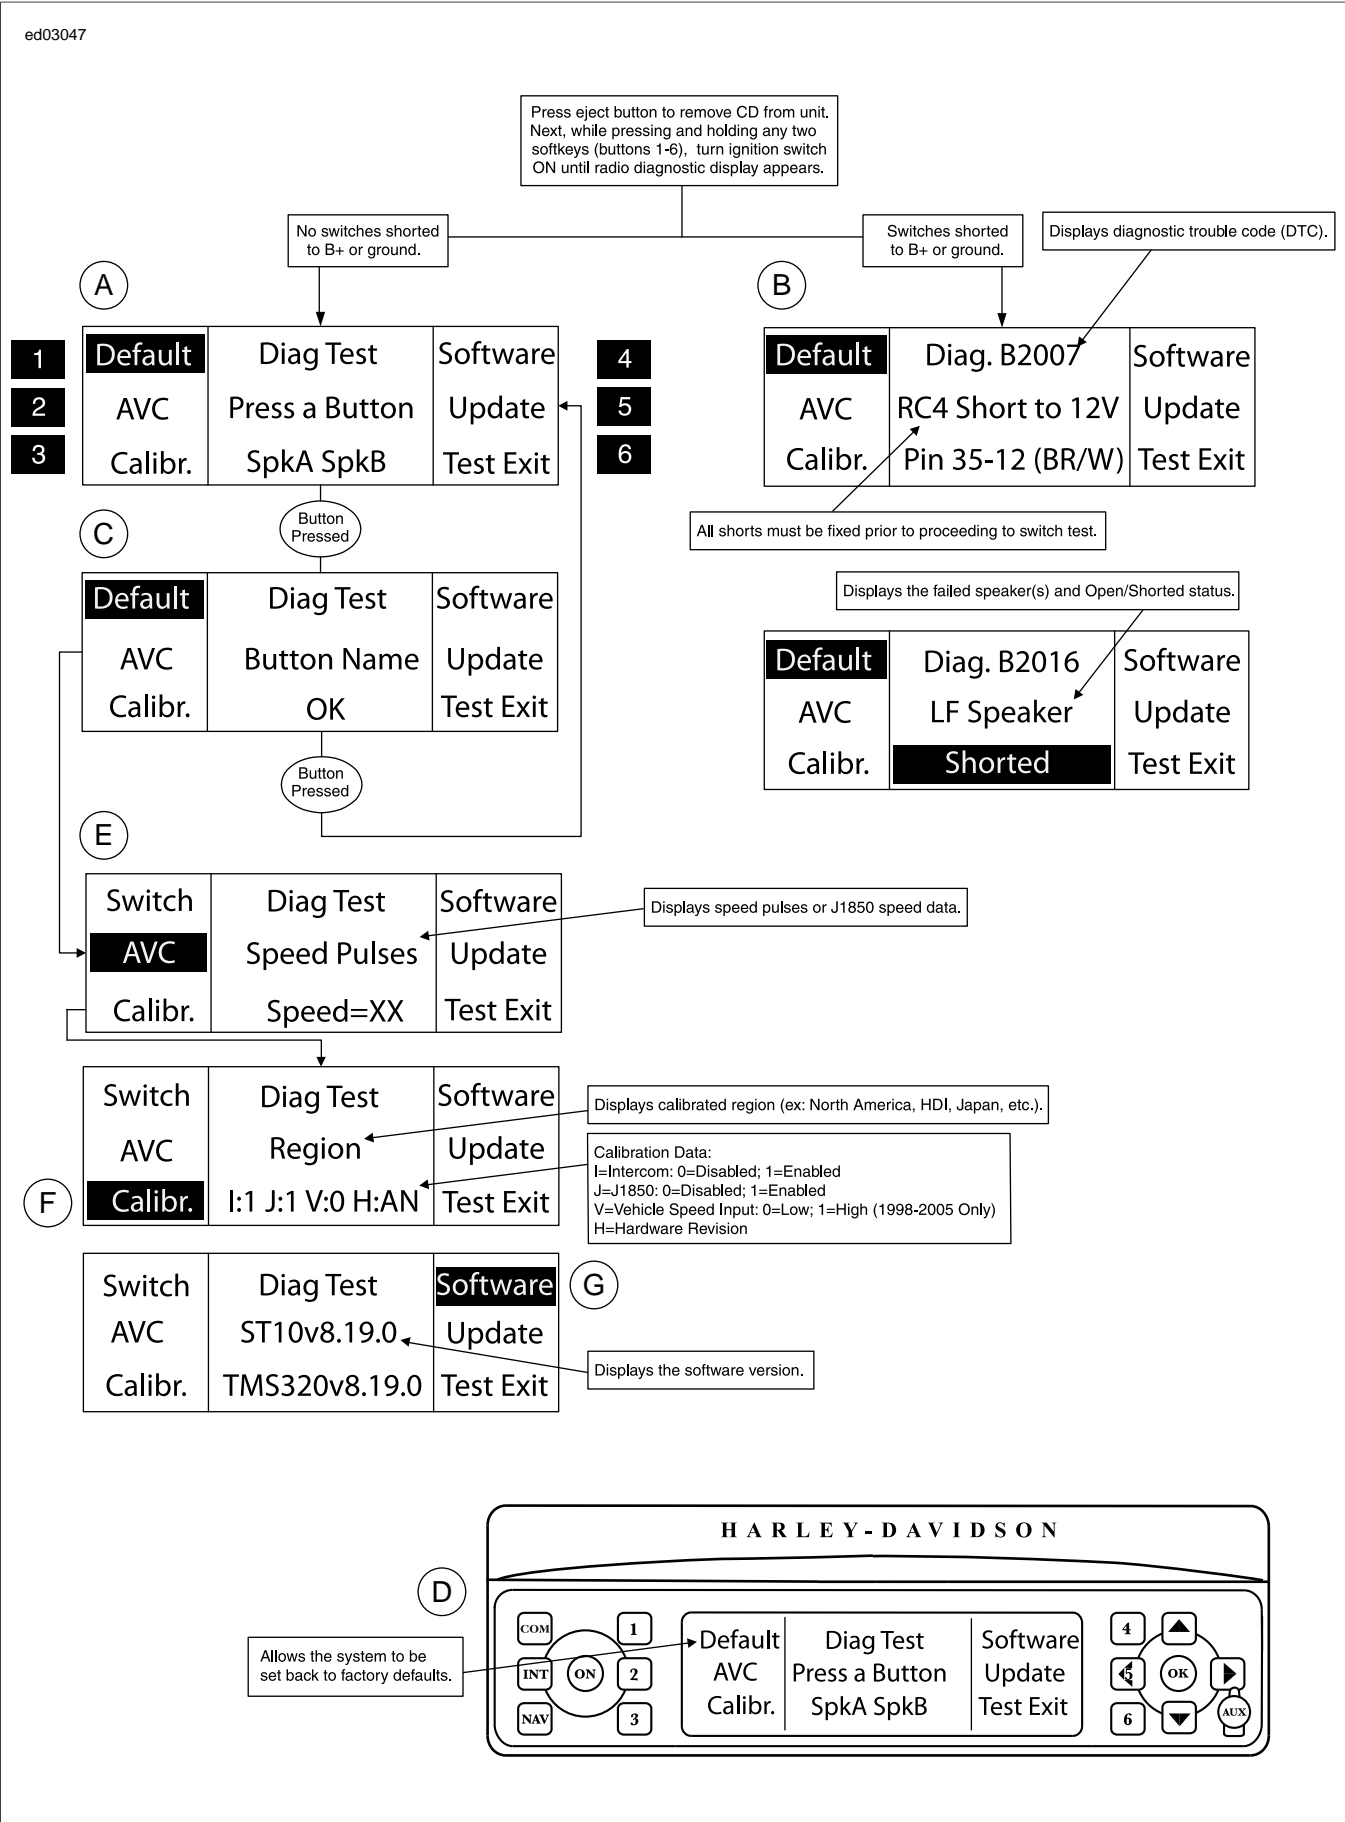 ed03047
Press eject button to remove CD from unit.
Next, while pressing and holding any two
softkeys (buttons 1-6), turn ignition switch
ON until radio diagnostic display appears.
No switches shorted
to B+ or ground.
Switches shorted
to B+ or ground.
Displays diagnostic trouble code (DTC).
A
1
2
3
Default
AVC
Calibr.
Diag Test
Press a Button
SpkA SpkB
Software
Update
Test Exit
4
5
6
B
Default
AVC
Calibr.
Diag. B2007
RC4 Short to 12V
Pin 35-12 (BR/W)
Software
Update
Test Exit
All shorts must be fixed prior to proceeding to switch test.
Button
Pressed
C
Default
AVC
Calibr.
Diag Test
Button Name
OK
Software
Update
Test Exit
Displays the failed speaker(s) and Open/Shorted status.
Default
AVC
Calibr.
Diag. B2016
LF Speaker
Shorted
Software
Update
Test Exit
Button
Pressed
E
Switch
AVC
Calibr.
Diag Test
Speed Pulses
Speed=XX
Software
Update
Test Exit
Displays speed pulses or J1850 speed data.
Switch
AVC
Calibr.
Diag Test
Region
I:1 J:1 V:0 H:AN
Software
Update
Test Exit
F
Displays calibrated region (ex: North America, HDI, Japan, etc.).
Calibration Data:
I=Intercom: 0=Disabled; 1=Enabled
J=J1850: 0=Disabled; 1=Enabled
V=Vehicle Speed Input: 0=Low; 1=High (1998-2005 Only)
H=Hardware Revision
Switch
AVC
Calibr.
Diag Test
ST10v8.19.0
TMS320v8.19.0
Software
Update
Test Exit
G
Displays the software version.
HARLEY-DAVIDSON
D
Allows the system to be
set back to factory defaults.
COM
INT
NAV
ON
1
2
3
Default
AVC
Calibr.
Diag Test
Press a Button
SpkA SpkB
Software
Update
Test Exit
4
5
6
OK
AUX